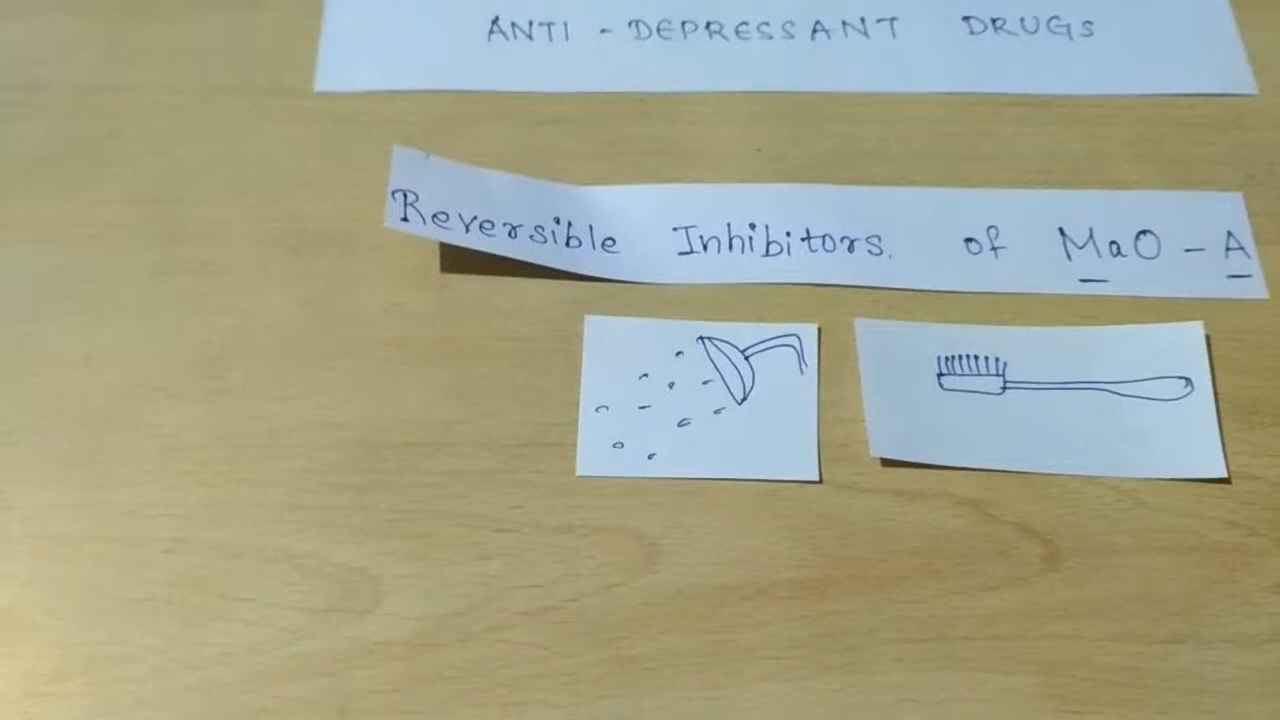 ANTI - DEPRESSANT DRUGS
Reversible Inhibitors. of MaO - A